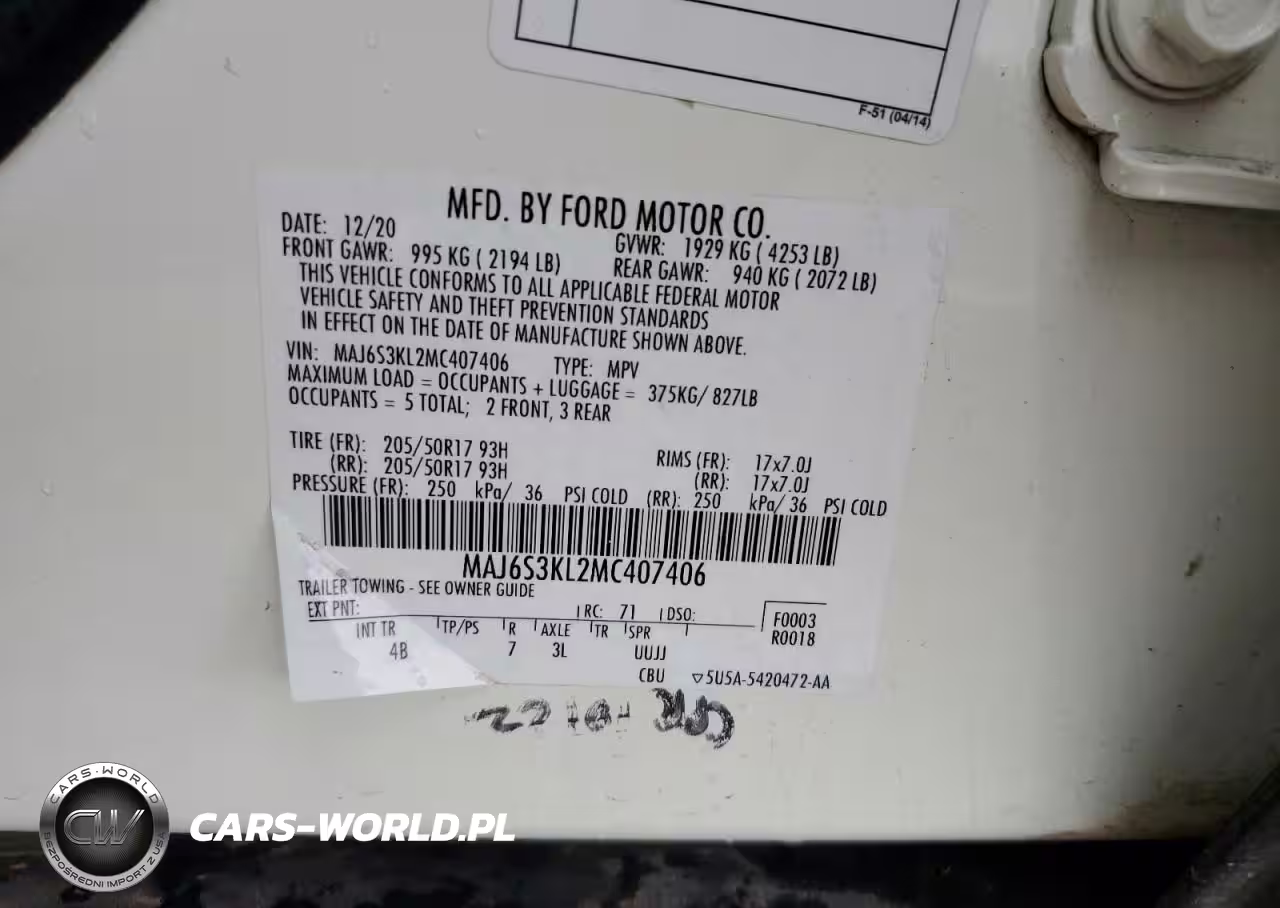 F-51 (04/14)
MFD. BY FORD MOTOR CO.
DATE: 12/20 GVWR: 1929 KG ( 4253 LB)
FRONT GAWR: 995 KG ( 2194 LB) REAR GAWR: 940 KG ( 2072 LB)
THIS VEHICLE CONFORMS TO ALL APPLICABLE FEDERAL MOTOR
VEHICLE SAFETY AND THEFT PREVENTION STANDARDS
IN EFFECT ON THE DATE OF MANUFACTURE SHOWN ABOVE.
VIN: MAJ6S3KL2MC407406 TYPE: MPV
MAXIMUM LOAD = OCCUPANTS + LUGGAGE = 375KG/ 827LB
OCCUPANTS = 5 TOTAL; 2 FRONT, 3 REAR
TIRE (FR): 205/50R17 93H RIMS (FR): 17x7.0J
(RR): 205/50R17 93H (RR): 17x7.0J
PRESSURE (FR): 250 kPa/ 36 PSI COLD (RR): 250 kPa/ 36 PSI COLD
MAJ6S3KL2MC407406
TRAILER TOWING - SEE OWNER GUIDE
EXT PNT: RC: 71 DSO: F0003
INT TR TP/PS R AXLE TR SPR R0018
4B 7 3L UUJJ
CBU ▽5U5A-5420472-AA
CARS-WORLD
CW
BEZPOŚREDNI IMPORT Z USA
CARS-WORLD.PL